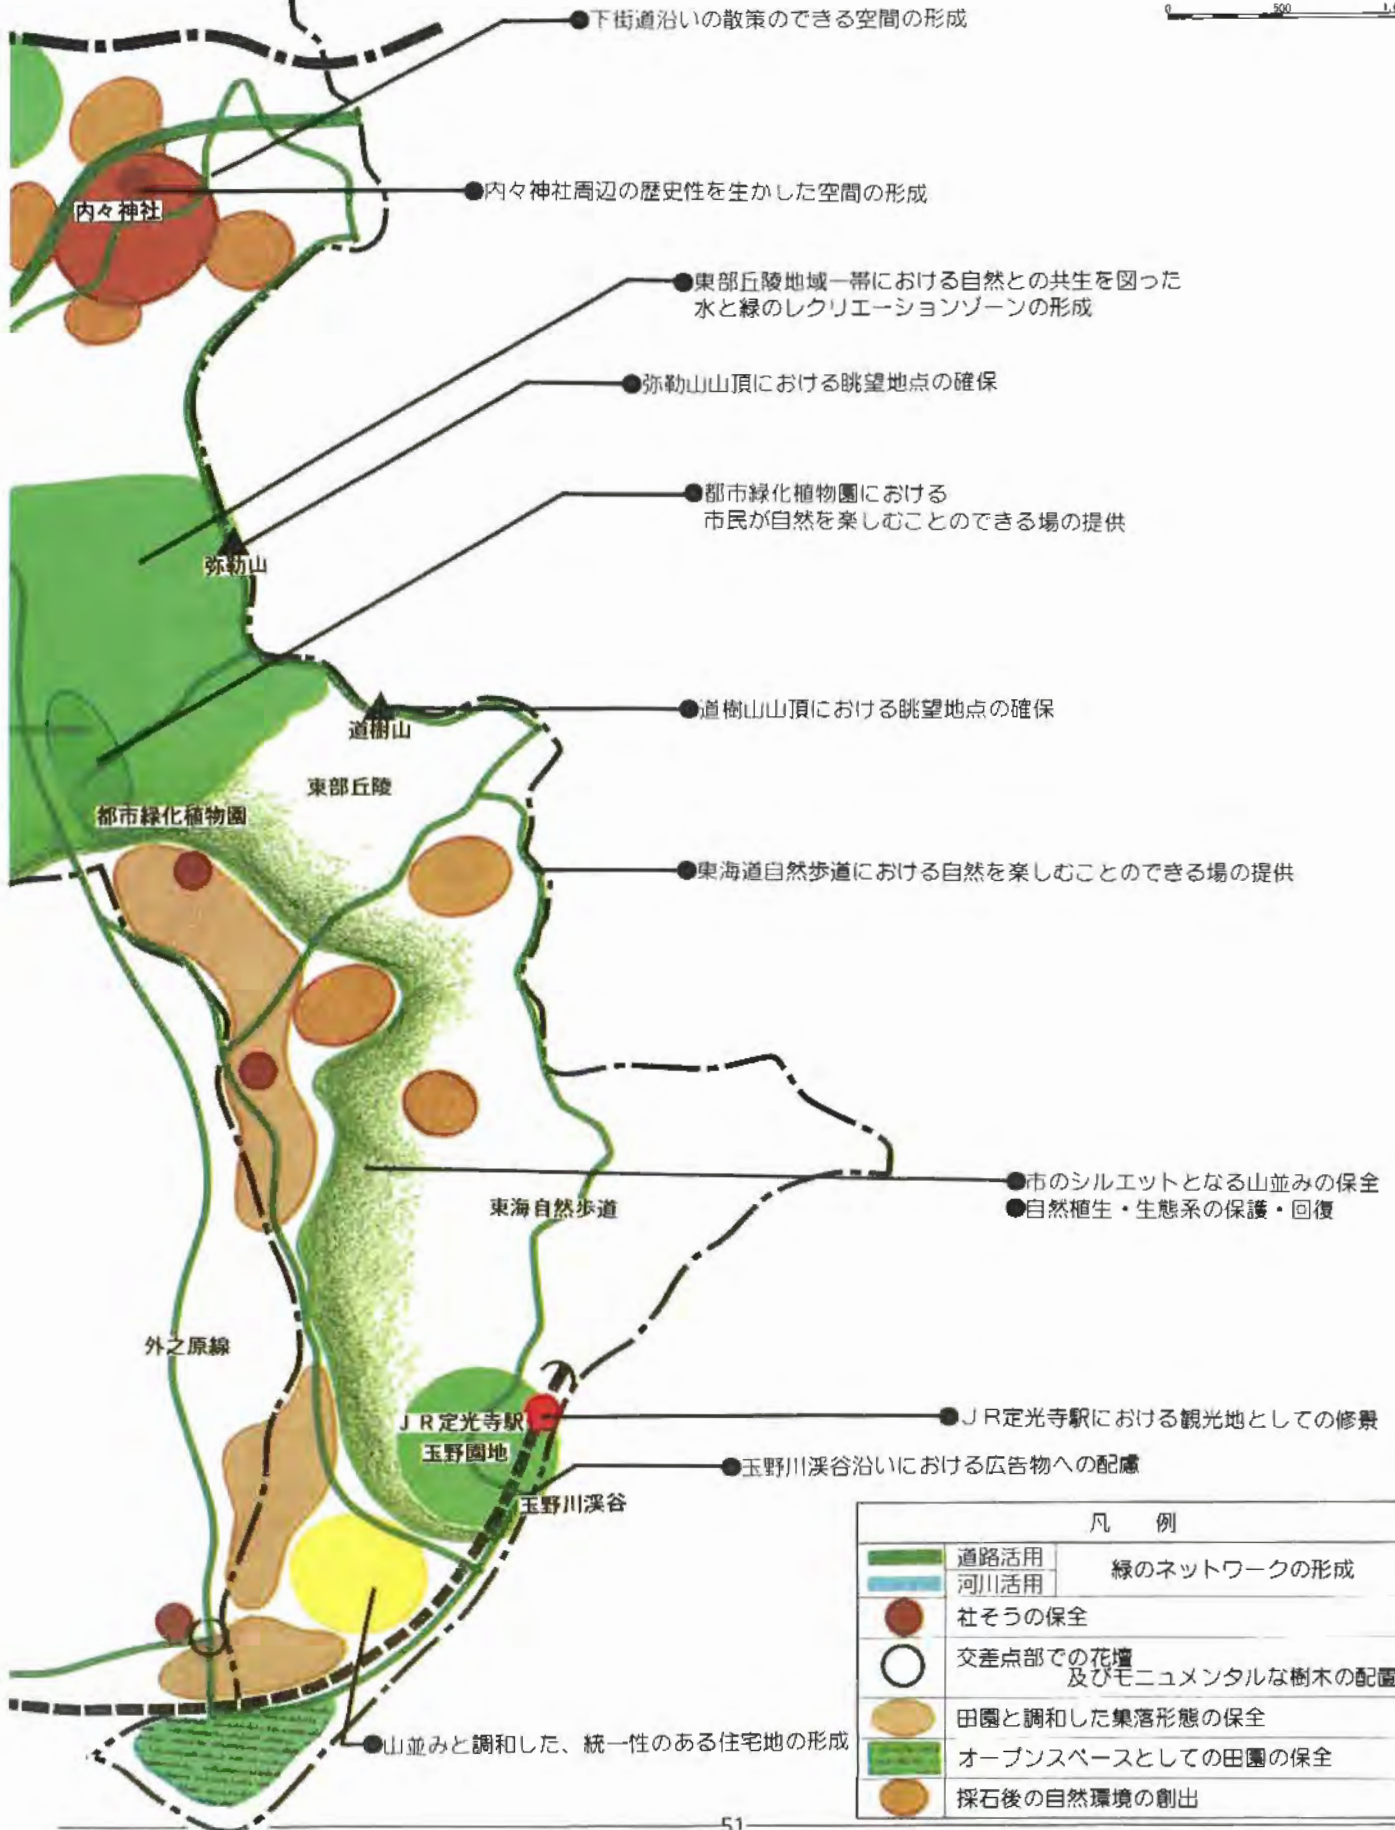 0 500
●下街道沿いの散策のできる空間の形成
●内々神社周辺の歴史性を生かした空間の形成
内々神社
●東部丘陵地域一帯における自然との共生を図った
水と緑のレクリエーションゾーンの形成
●弥勒山山頂における眺望地点の確保
●都市緑化植物園における
市民が自然を楽しむことのできる場の提供
弥勒山
●道樹山山頂における眺望地点の確保
道樹山
東部丘陵
都市緑化植物園
●東海道自然歩道における自然を楽しむことのできる場の提供
●市のシルエットとなる山並みの保全
●自然植生・生態系の保護・回復
東海自然歩道
外之原線
JR定光寺駅
●JR定光寺駅における観光地としての修景
玉野園地
●玉野川渓谷沿いにおける広告物への配慮
玉野川渓谷
凡 例
道路活用
河川活用
緑のネットワークの形成
社そうの保全
交差点部での花壇
及びモニュメンタルな樹木の配置
田園と調和した集落形態の保全
●山並みと調和した、統一性のある住宅地の形成
オープンスペースとしての田園の保全
採石後の自然環境の創出
51